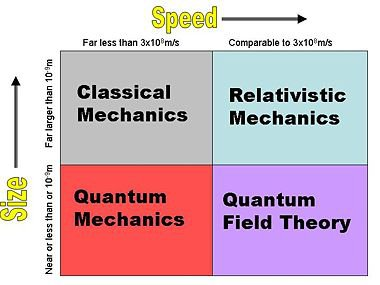 Speed
Far less than 3x10⁸m/s
Comparable to 3x10⁸m/s
Size
Far larger than 10⁻⁹m
Near or less than or 10⁻⁹m
Classical
Mechanics
Relativistic
Mechanics
Quantum
Mechanics
Quantum
Field Theory